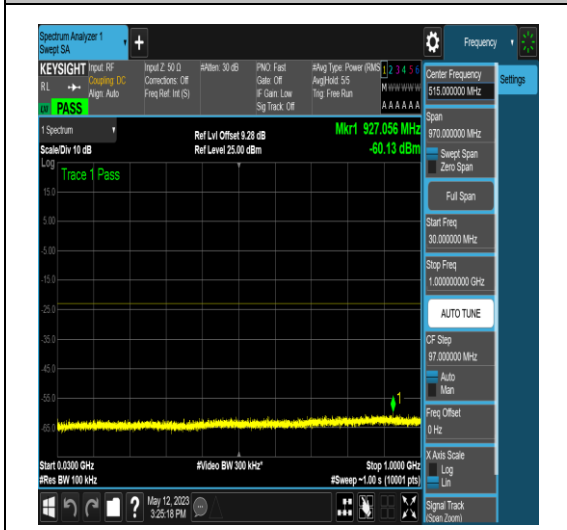 Spectrum Analyzer 1
Swept SA
Frequency
KEYSIGHT
RL
Input: RF
Coupling: DC
Align: Auto
Input Z: 50 Ω
Corrections: Off
Freq Ref: Int (S)
#Atten: 30 dB
PNO: Fast
Gate: Off
IF Gain: Low
Sig Track: Off
#Avg Type: Power (RMS
Avg|Hold: 5/5
Trig: Free Run
1 2 3 4 5 6
M W W W W W
A A A A A A
PASS
1 Spectrum
Scale/Div 10 dB
Ref Lvl Offset 9.28 dB
Ref Level 25.00 dBm
Mkr1 927.056 MHz
-60.13 dBm
Log
Trace 1 Pass
15.0
5.00
-5.00
-15.0
-25.0
-35.0
-45.0
-55.0
-65.0
1
Start 0.0300 GHz
#Res BW 100 kHz
#Video BW 300 kHz*
Stop 1.0000 GHz
#Sweep ~1.00 s (10001 pts)
May 12, 2023
3:25:18 PM
Center Frequency
515.000000 MHz
Settings
Span
970.000000 MHz
Swept Span
Zero Span
Full Span
Start Freq
30.000000 MHz
Stop Freq
1.000000000 GHz
AUTO TUNE
CF Step
97.000000 MHz
Auto
Man
Freq Offset
0 Hz
X Axis Scale
Log
Lin
Signal Track
(Span Zoom)